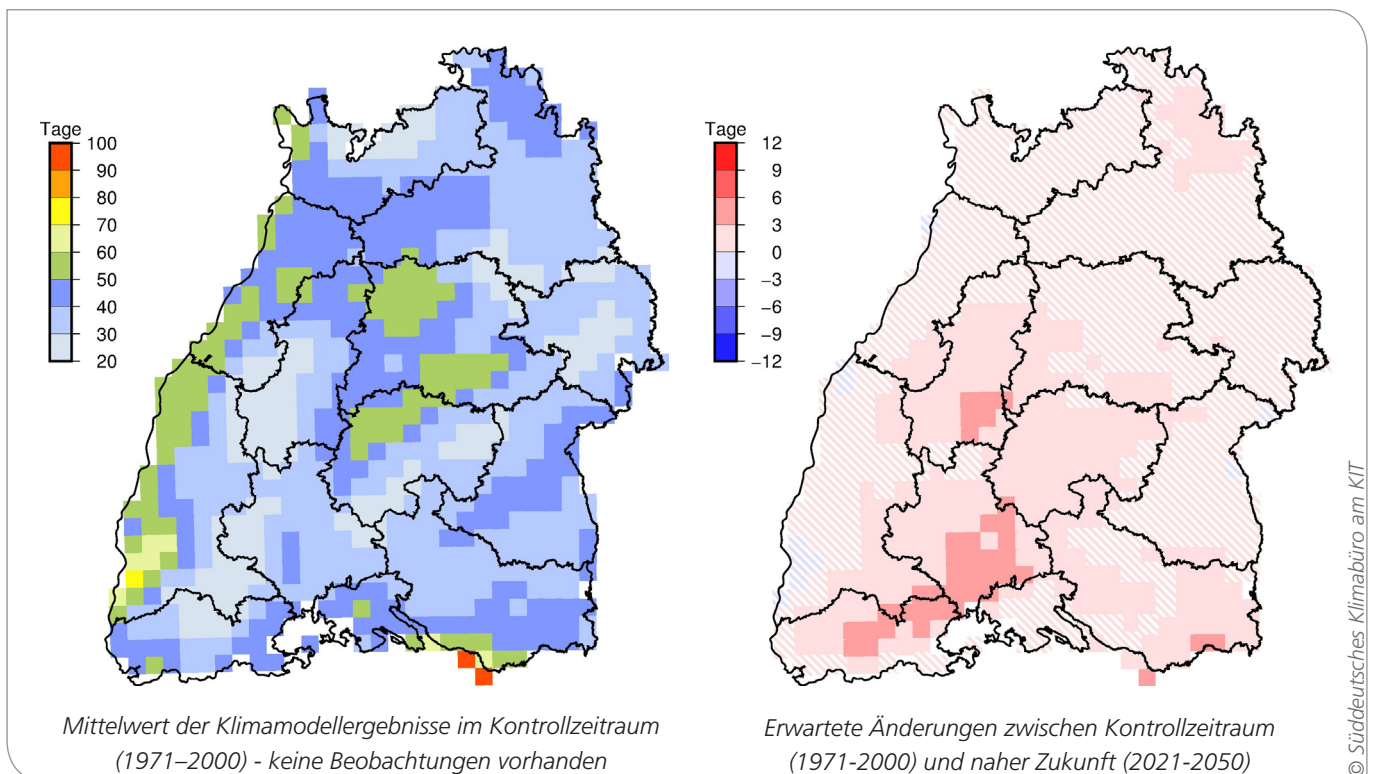 Tage
100
90
80
70
60
50
40
30
20
Tage
12
9
6
3
0
−3
−6
−9
−12
Mittelwert der Klimamodellergebnisse im Kontrollzeitraum
(1971–2000) - keine Beobachtungen vorhanden
Erwartete Änderungen zwischen Kontrollzeitraum
(1971-2000) und naher Zukunft (2021-2050)
© Süddeutsches Klimabüro am KIT